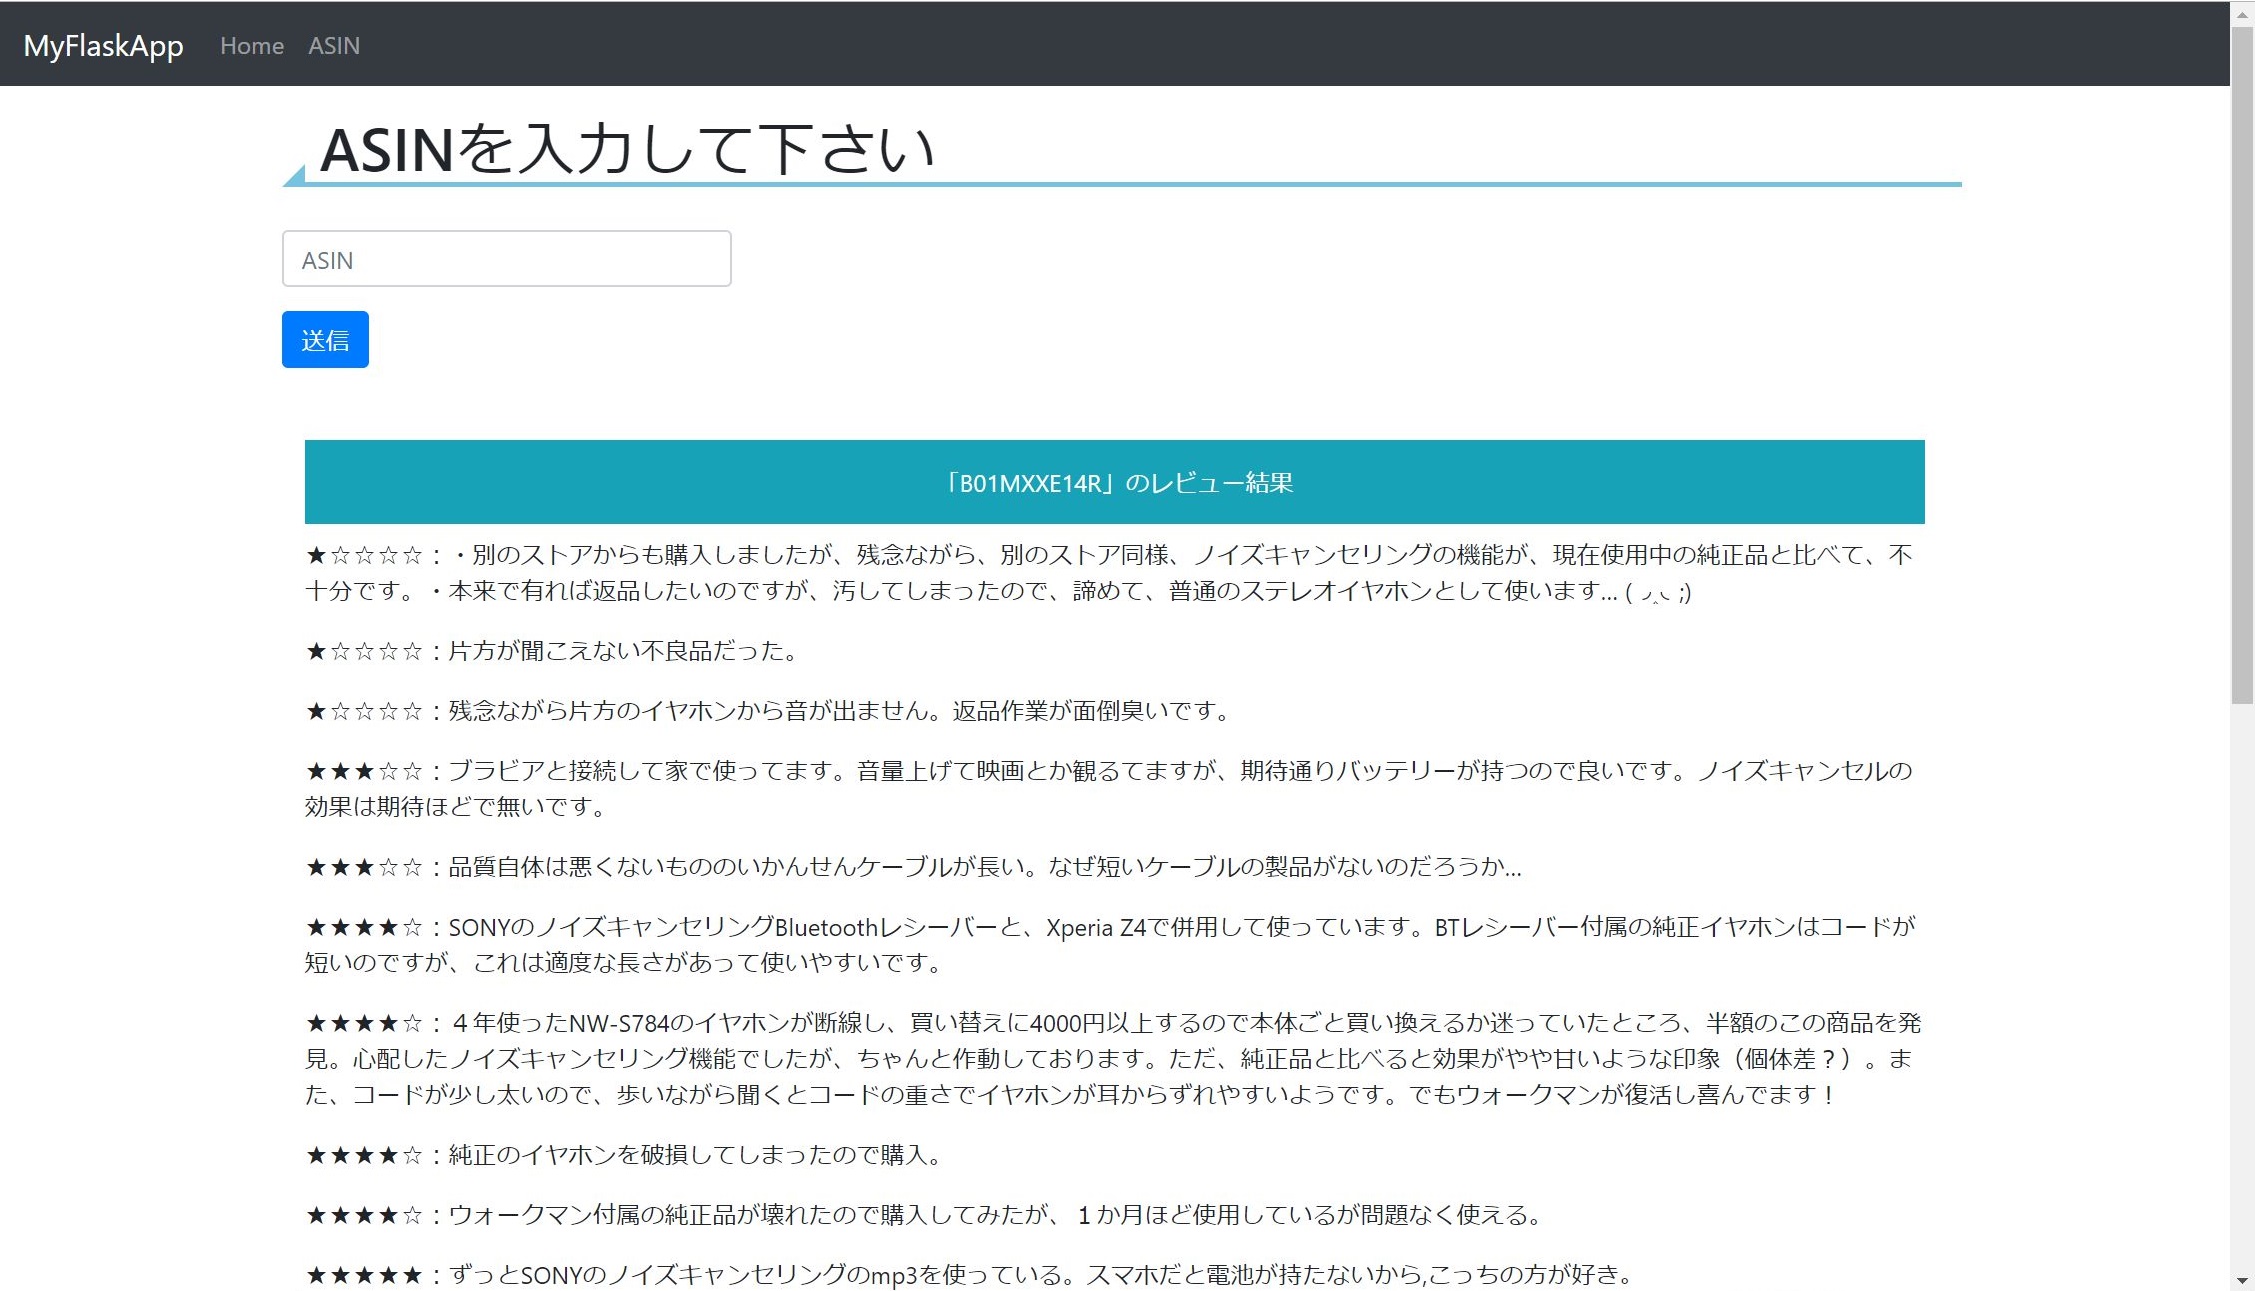 MyFlaskApp Home ASIN
ASINを入力して下さい
ASIN
送信
「B01MXXE14R」のレビュー結果
★☆☆☆☆：・別のストアからも購入しましたが、残念ながら、別のストア同様、ノイズキャンセリングの機能が、現在使用中の純正品と比べて、不
十分です。・本来で有れば返品したいのですが、汚してしまったので、諦めて、普通のステレオイヤホンとして使います... ( ◞‸◟ ;)
★☆☆☆☆：片方が聞こえない不良品だった。
★☆☆☆☆：残念ながら片方のイヤホンから音が出ません。返品作業が面倒臭いです。
★★★☆☆：ブラビアと接続して家で使ってます。音量上げて映画とか観るてますが、期待通りバッテリーが持つので良いです。ノイズキャンセルの
効果は期待ほどで無いです。
★★★☆☆：品質自体は悪くないもののいかんせんケーブルが長い。なぜ短いケーブルの製品がないのだろうか...
★★★★☆：SONYのノイズキャンセリングBluetoothレシーバーと、Xperia Z4で併用して使っています。BTレシーバー付属の純正イヤホンはコードが
短いのですが、これは適度な長さがあって使いやすいです。
★★★★☆：４年使ったNW-S784のイヤホンが断線し、買い替えに4000円以上するので本体ごと買い換えるか迷っていたところ、半額のこの商品を発
見。心配したノイズキャンセリング機能でしたが、ちゃんと作動しております。ただ、純正品と比べると効果がやや甘いような印象（個体差？）。ま
た、コードが少し太いので、歩いながら聞くとコードの重さでイヤホンが耳からずれやすいようです。でもウォークマンが復活し喜んでます！
★★★★☆：純正のイヤホンを破損してしまったので購入。
★★★★☆：ウォークマン付属の純正品が壊れたので購入してみたが、１か月ほど使用しているが問題なく使える。
★★★★★：ずっとSONYのノイズキャンセリングのmp3を使っている。スマホだと電池が持たないから,こっちの方が好き。